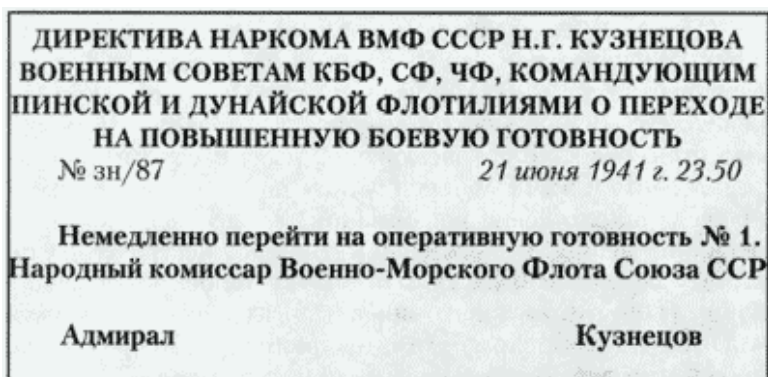 ДИРЕКТИВА НАРКОМА ВМФ СССР Н.Г. КУЗНЕЦОВА
ВОЕННЫМ СОВЕТАМ КБФ, СФ, ЧФ, КОМАНДУЮЩИМ
ПИНСКОЙ И ДУНАЙСКОЙ ФЛОТИЛИЯМИ О ПЕРЕХОДЕ
НА ПОВЫШЕННУЮ БОЕВУЮ ГОТОВНОСТЬ
№ зн/87 21 июня 1941 г. 23.50
Немедленно перейти на оперативную готовность № 1.
Народный комиссар Военно-Морского Флота Союза ССР
Адмирал Кузнецов